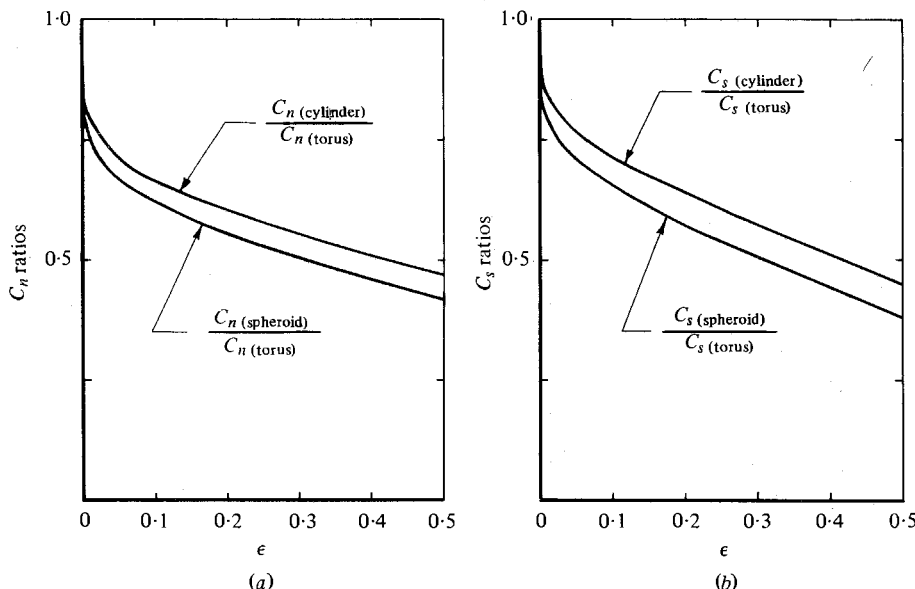 1·0
0·5
C_n ratios
C_n (cylinder)
C_n (torus)
C_n (spheroid)
C_n (torus)
0 0·1 0·2 0·3 0·4 0·5
ϵ
(a)
1·0
0·5
C_s ratios
C_s (cylinder)
C_s (torus)
C_s (spheroid)
C_s (torus)
0 0·1 0·2 0·3 0·4 0·5
ϵ
(b)